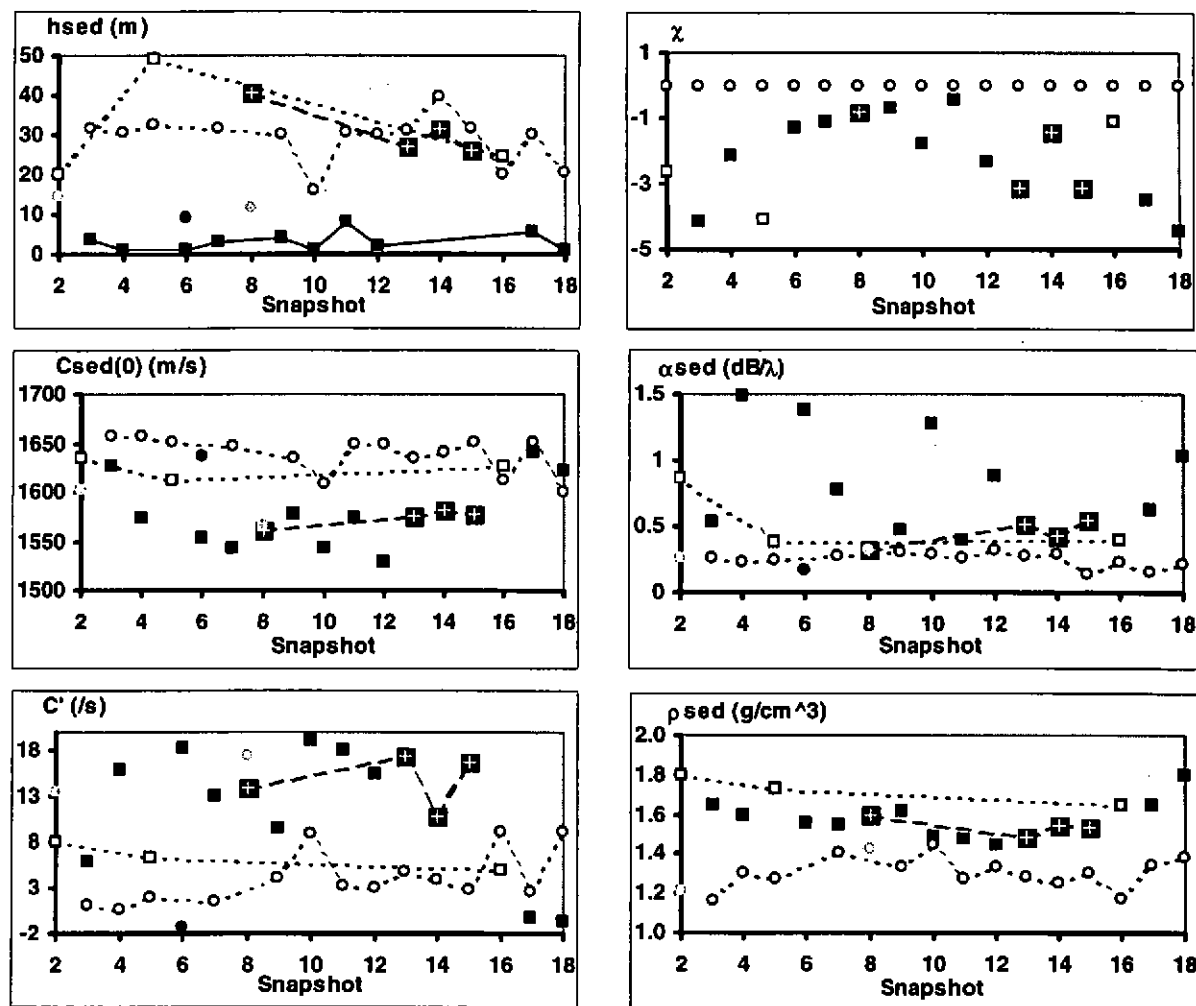 hsed (m)
50
40
30
20
10
0
2 4 6 8 10 12 14 16 18
Snapshot
χ
1
-1
-3
-5
2 4 6 8 10 12 14 16 18
Snapshot
Csed(0) (m/s)
1700
1650
1600
1550
1500
2 4 6 8 10 12 14 16 18
Snapshot
αsed (dB/λ)
1.5
1
0.5
0
2 4 6 8 10 12 14 16 18
Snapshot
C' (/s)
18
13
8
3
-2
2 4 6 8 10 12 14 16 18
Snapshot
ρsed (g/cm^3)
2.0
1.8
1.6
1.4
1.2
1.0
2 4 6 8 10 12 14 16 18
Snapshot